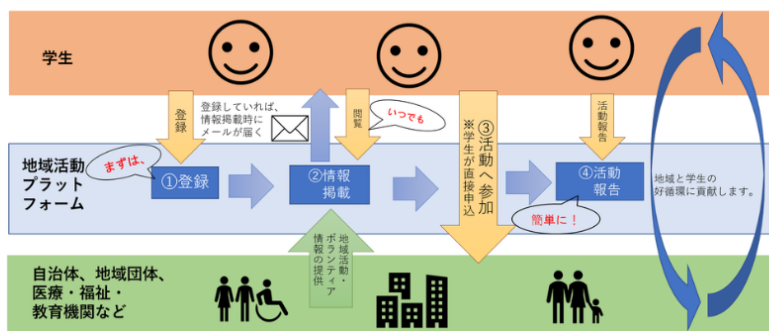 学生
登録
登録していれば、
情報掲載時に
メールが届く
閲覧
いつでも
活動報告
地域活動
プラット
フォーム
まずは、
①登録
②情報
掲載
③活動へ参加
※学生が直接申込
④活動
報告
簡単に！
地域と学生の
好循環に貢献します。
地域活動・
ボランティア
情報の提供
自治体、地域団体、
医療・福祉・
教育機関など